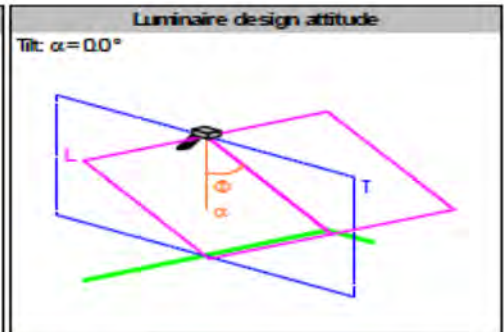 Luminaire design attitude
Tilt: α = 0.0°
L
T
Φ
α